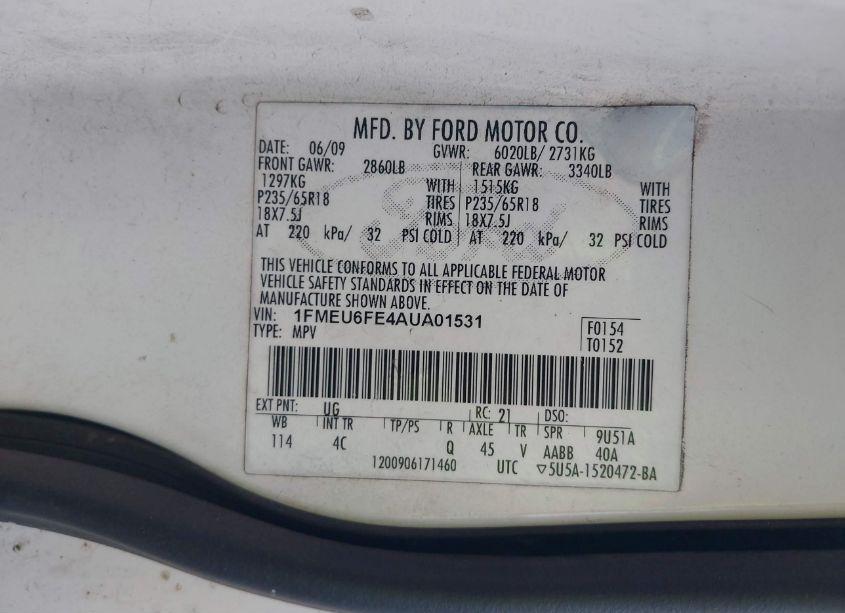 MFD. BY FORD MOTOR CO.
DATE: 06/09 GVWR: 6020LB/ 2731KG
FRONT GAWR: 2860LB REAR GAWR: 3340LB
1297KG WITH 1515KG WITH
P235/65R18 TIRES P235/65R18 TIRES
18X7.5J RIMS 18X7.5J RIMS
AT 220 kPa/ 32 PSI COLD AT 220 kPa/ 32 PSI COLD
THIS VEHICLE CONFORMS TO ALL APPLICABLE FEDERAL MOTOR
VEHICLE SAFETY STANDARDS IN EFFECT ON THE DATE OF
MANUFACTURE SHOWN ABOVE.
VIN: 1FMEU6FE4AUA01531
TYPE: MPV
F0154
T0152
EXT PNT: UG RC: 21 DSO:
WB INT TR TP/PS R AXLE TR SPR 9U51A
114 4C Q 45 V AABB 40A
1200906171460 UTC ▽5U5A-1520472-BA